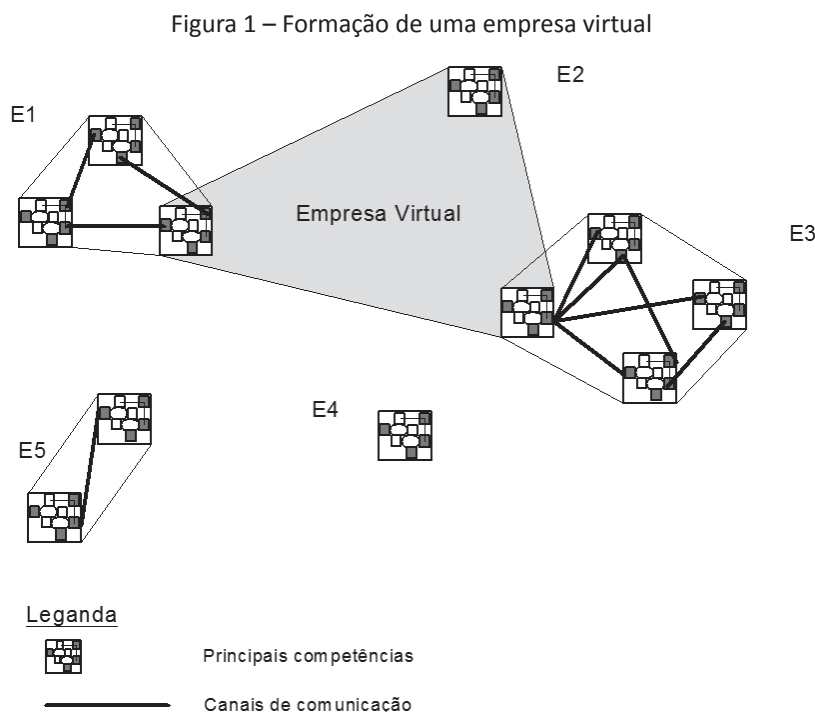 Figura 1 – Formação de uma empresa virtual
E2
E1
Empresa Virtual
E3
E4
E5
Leganda
Principais competências
Canais de comunicação